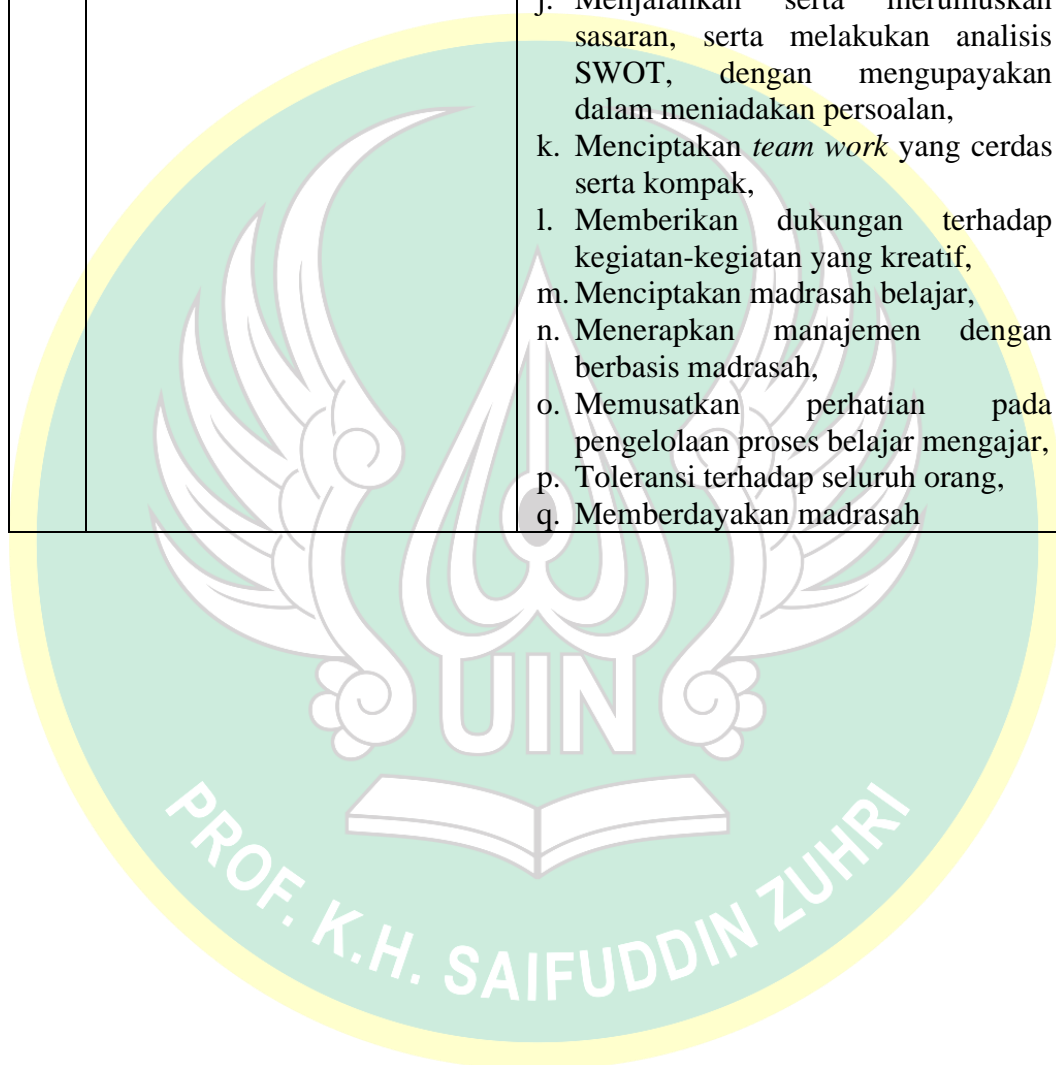 j. Menjalankan serta merumuskan
sasaran, serta melakukan analisis
SWOT, dengan mengupayakan
dalam meniadakan persoalan,
k. Menciptakan team work yang cerdas
serta kompak,
l. Memberikan dukungan terhadap
kegiatan-kegiatan yang kreatif,
m. Menciptakan madrasah belajar,
n. Menerapkan manajemen dengan
berbasis madrasah,
o. Memusatkan perhatian pada
pengelolaan proses belajar mengajar,
p. Toleransi terhadap seluruh orang,
q. Memberdayakan madrasah
UIN
PROF. K.H. SAIFUDDIN ZUHRI